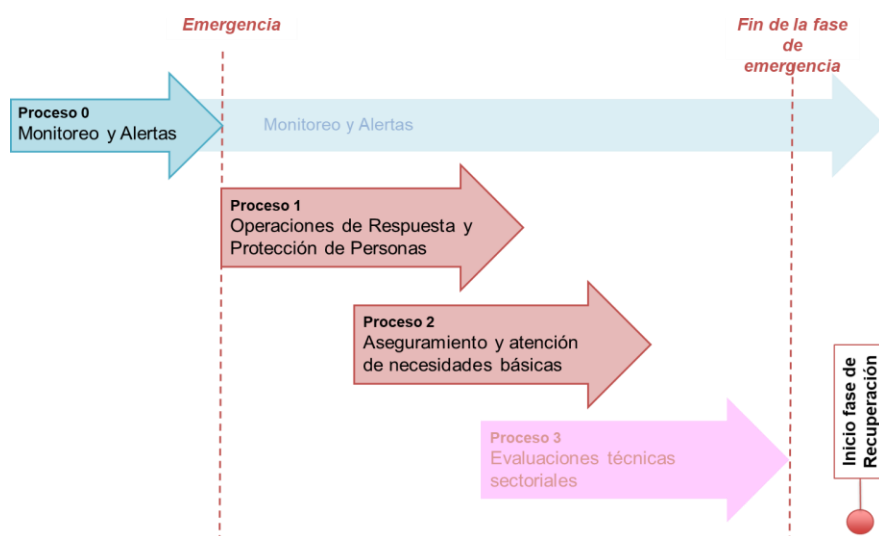 Emergencia
Fin de la fase
de
emergencia
Proceso 0
Monitoreo y Alertas
Monitoreo y Alertas
Proceso 1
Operaciones de Respuesta y
Protección de Personas
Proceso 2
Aseguramiento y atención
de necesidades básicas
Proceso 3
Evaluaciones técnicas
sectoriales
Inicio fase de
Recuperación